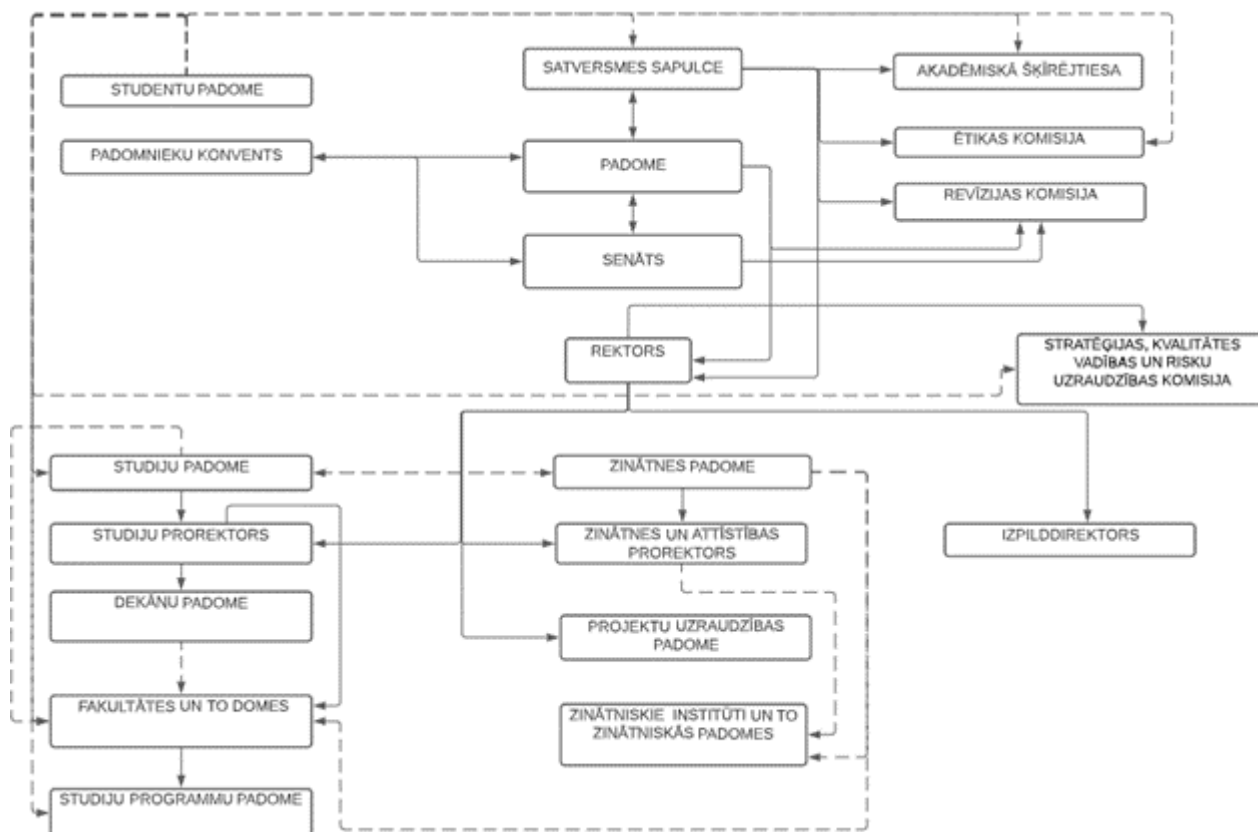 SATVERSMES SAPULCE
AKADĒMISKĀ ŠĶĪRĒJTIESA
STUDENTU PADOME
ĒTIKAS KOMISIJA
PADOMNIEKU KONVENTS
PADOME
REVĪZIJAS KOMISIJA
SENĀTS
REKTORS
STRATĒĢIJAS, KVALITĀTES
VADĪBAS UN RISKU
UZRAUDZĪBAS KOMISIJA
STUDIJU PADOME
ZINĀTNES PADOME
STUDIJU PROREKTORS
ZINĀTNES UN ATTĪSTĪBAS
PROREKTORS
IZPILDDIREKTORS
DEKĀNU PADOME
PROJEKTU UZRAUDZĪBAS
PADOME
FAKULTĀTES UN TO DOMES
ZINĀTNISKIE INSTITŪTI UN TO
ZINĀTNISKĀS PADOMES
STUDIJU PROGRAMMU PADOME